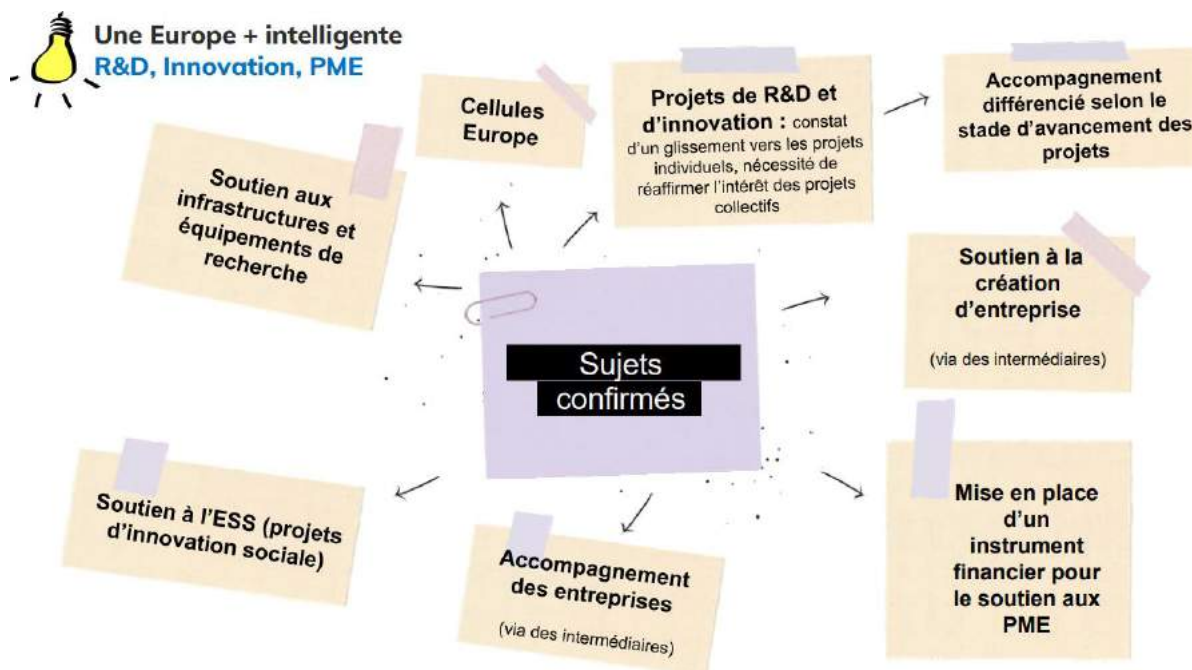 Une Europe + intelligente
R&D, Innovation, PME
Cellules
Europe
Projets de R&D et
d’innovation : constat
d’un glissement vers les projets
individuels, nécessité de
réaffirmer l’intérêt des projets
collectifs
Accompagnement
différencié selon le
stade d’avancement des
projets
Soutien aux
infrastructures et
équipements de
recherche
Soutien à la
création
d’entreprise
(via des intermédiaires)
Sujets
confirmés
Soutien à l’ESS (projets
d’innovation sociale)
Accompagnement
des entreprises
(via des intermédiaires)
Mise en place
d’un
instrument
financier pour
le soutien aux
PME